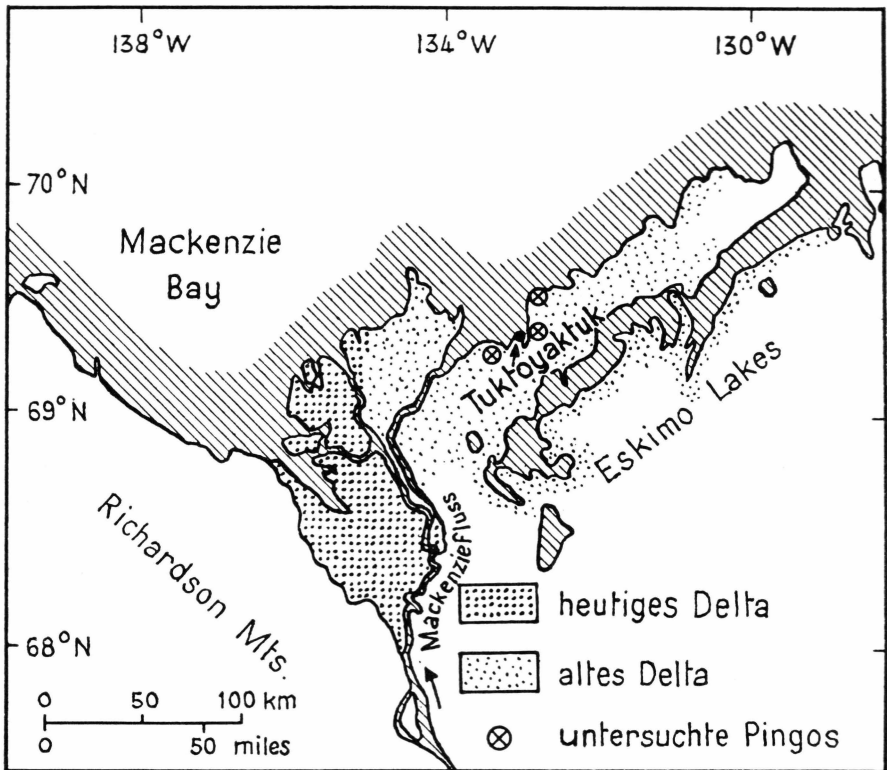 138°W
134°W
130°W
70°N
Mackenzie
Bay
Tuktoyaktuk
69°N
Eskimo Lakes
Richardson Mts.
Mackenziefluss
68°N
heutiges Delta
altes Delta
untersuchte Pingos
0 50 100 km
0 50 miles